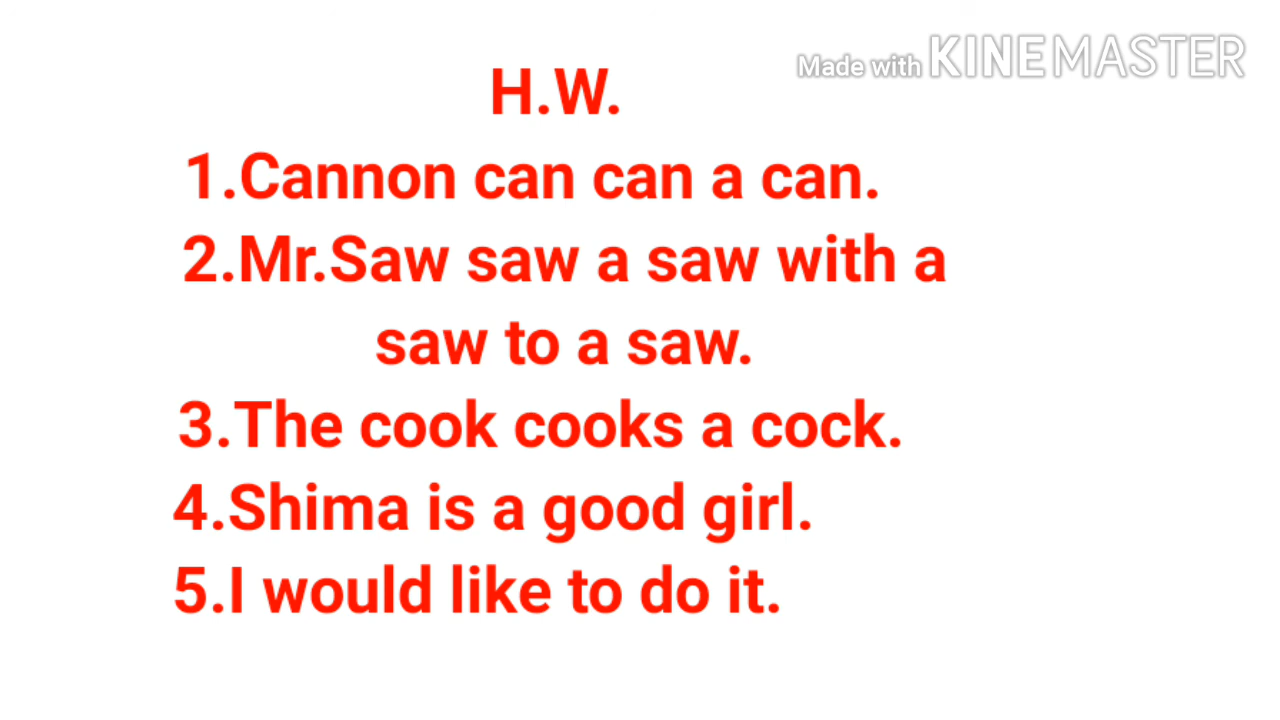 Made with KINEMASTER
H.W.
1.Cannon can can a can.
2.Mr.Saw saw a saw with a
saw to a saw.
3.The cook cooks a cock.
4.Shima is a good girl.
5.I would like to do it.